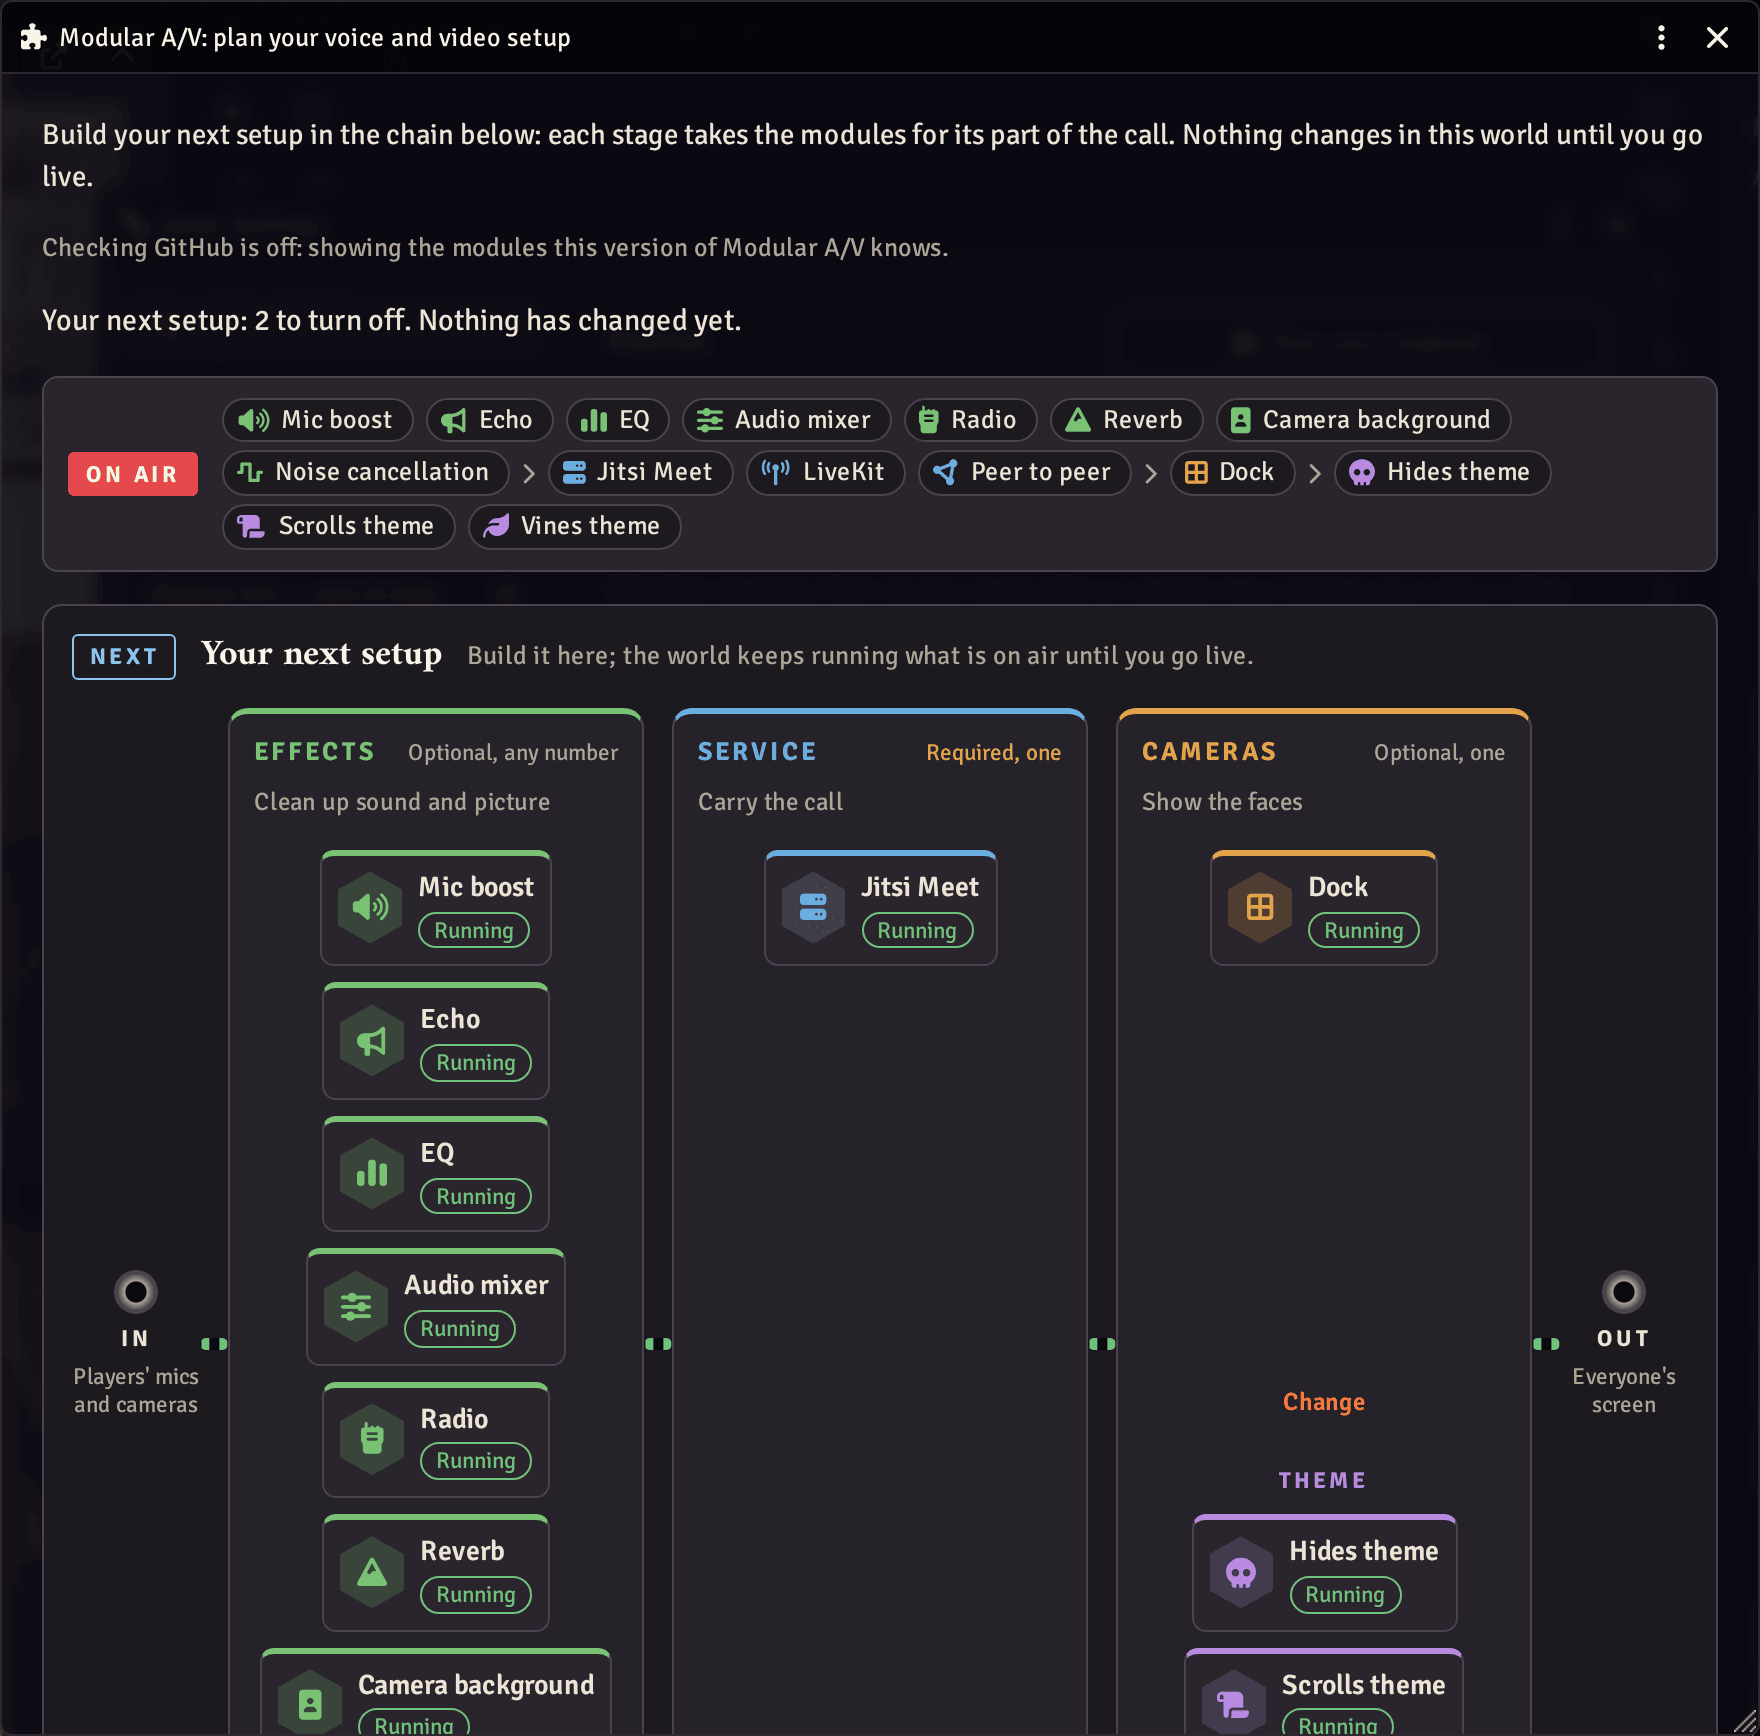 Modular A/V: plan your voice and video setup
Build your next setup in the chain below: each stage takes the modules for its part of the call. Nothing changes in this world until you go
live.
Checking GitHub is off: showing the modules this version of Modular A/V knows.
Your next setup: 2 to turn off. Nothing has changed yet.
ON AIR
Mic boost
Echo
EQ
Audio mixer
Radio
Reverb
Camera background
Noise cancellation
Jitsi Meet
LiveKit
Peer to peer
Dock
Hides theme
Scrolls theme
Vines theme
NEXT
Your next setup
Build it here; the world keeps running what is on air until you go live.
IN
Players' mics
and cameras
EFFECTS
Optional, any number
Clean up sound and picture
Mic boost
Running
Echo
Running
EQ
Running
Audio mixer
Running
Radio
Running
Reverb
Running
Camera background
Running
SERVICE
Required, one
Carry the call
Jitsi Meet
Running
CAMERAS
Optional, one
Show the faces
Dock
Running
Change
THEME
Hides theme
Running
Scrolls theme
Running
OUT
Everyone's
screen